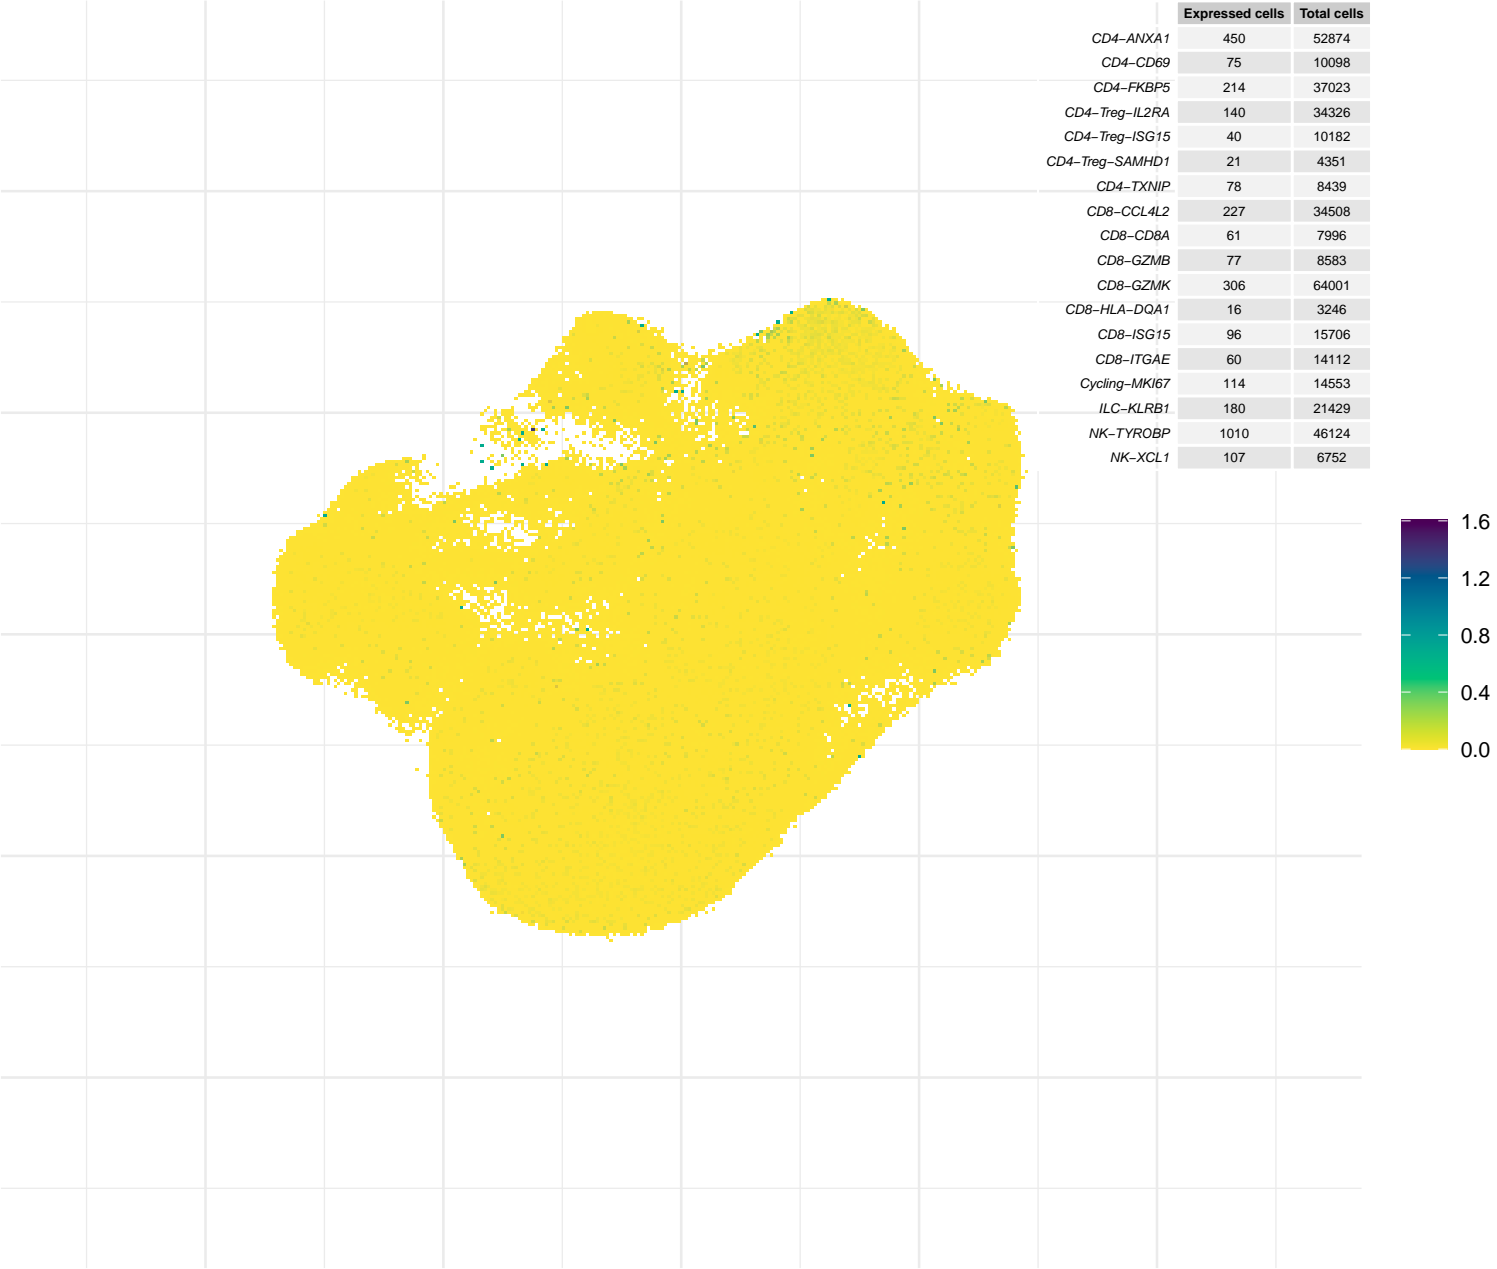 Expressed cells Total cells
CD4−ANXA1 450 52874
CD4−CD69 75 10098
CD4−FKBP5 214 37023
CD4−Treg−IL2RA 140 34326
CD4−Treg−ISG15 40 10182
CD4−Treg−SAMHD1 21 4351
CD4−TXNIP 78 8439
CD8−CCL4L2 227 34508
CD8−CD8A 61 7996
CD8−GZMB 77 8583
CD8−GZMK 306 64001
CD8−HLA−DQA1 16 3246
CD8−ISG15 96 15706
CD8−ITGAE 60 14112
Cycling−MKI67 114 14553
ILC−KLRB1 180 21429
NK−TYROBP 1010 46124
NK−XCL1 107 6752
1.6
1.2
0.8
0.4
0.0